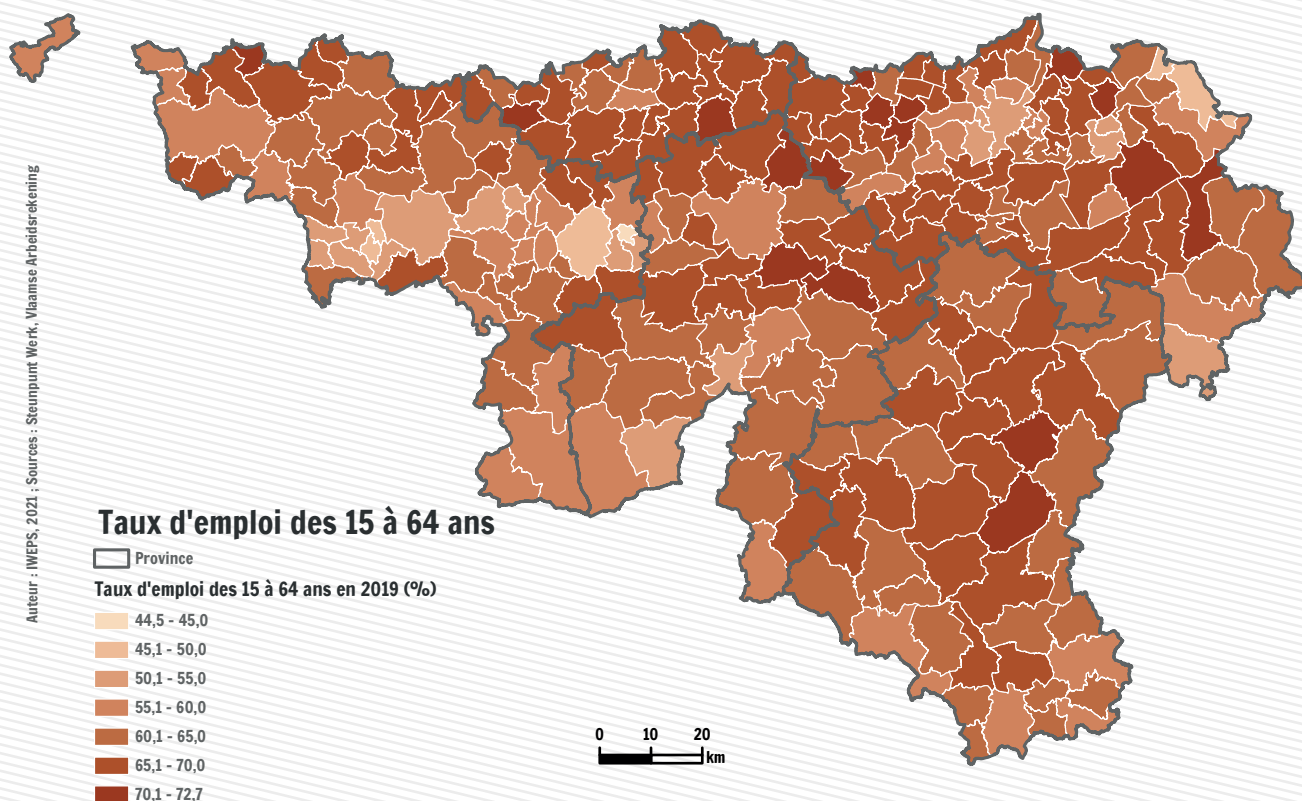 Auteur : IWEPS, 2021 ; Sources : Steunpunt Werk, Vlaamse Arbeidsrekening
Taux d'emploi des 15 à 64 ans
Province
Taux d'emploi des 15 à 64 ans en 2019 (%)
44,5 - 45,0
45,1 - 50,0
50,1 - 55,0
55,1 - 60,0
60,1 - 65,0
65,1 - 70,0
70,1 - 72,7
0 10 20
km